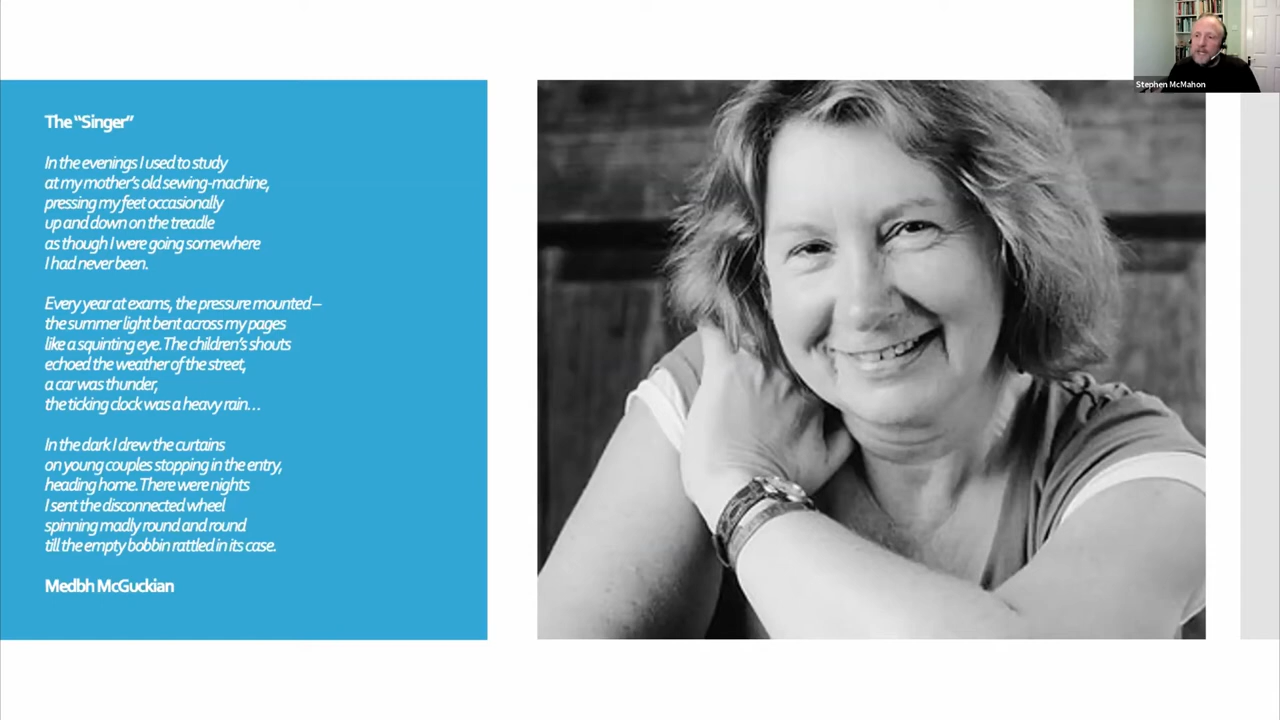 The “Singer”
In the evenings I used to study
at my mother’s old sewing-machine,
pressing my feet occasionally
up and down on the treadle
as though I were going somewhere
I had never been.
Every year at exams, the pressure mounted –
the summer light bent across my pages
like a squinting eye. The children’s shouts
echoed the weather of the street,
a car was thunder,
the ticking clock was a heavy rain…
In the dark I drew the curtains
on young couples stopping in the entry,
heading home. There were nights
I sent the disconnected wheel
spinning madly round and round
till the empty bobbin rattled in its case.
Medbh McGuckian
Stephen McMahon